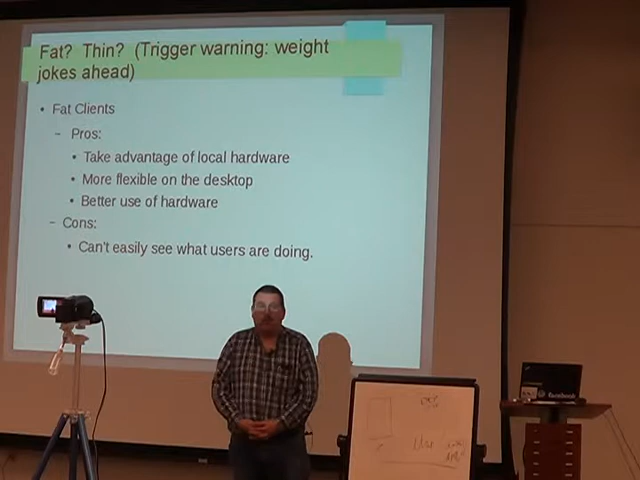 Fat? Thin? (Trigger warning: weight
jokes ahead)
• Fat Clients
– Pros:
• Take advantage of local hardware
• More flexible on the desktop
• Better use of hardware
– Cons:
• Can't easily see what users are doing.
facebook